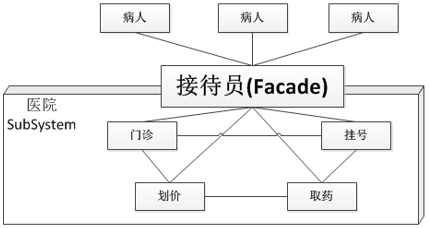 病人 病人 病人
接待员(Facade)
医院
SubSystem
门诊 挂号
划价 取药